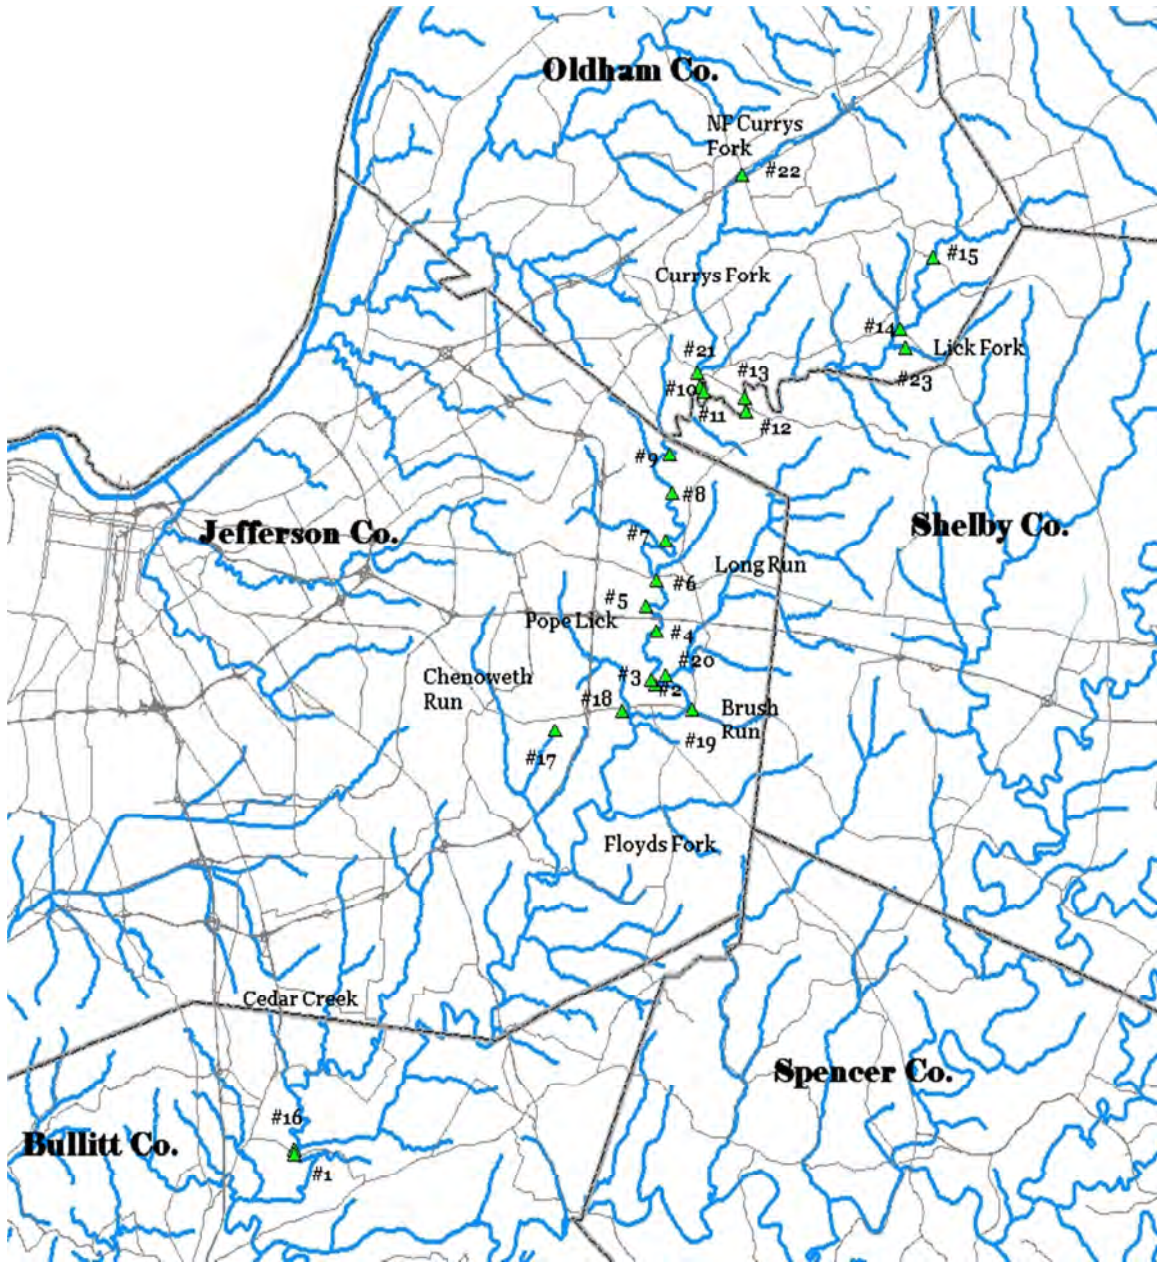 Oldham Co.
NF Currys
Fork
#22
#15
Currys Fork
#14
Lick Fork
#21
#13
#23
#10
#11
#12
#9
#8
Jefferson Co.
Shelby Co.
#7
Long Run
#6
#5
Pope Lick
#4
#20
Chenoweth
Run
#3
#2
#18
Brush
Run
#19
#17
Floyds Fork
Cedar Creek
Spencer Co.
#16
Bullitt Co.
#1